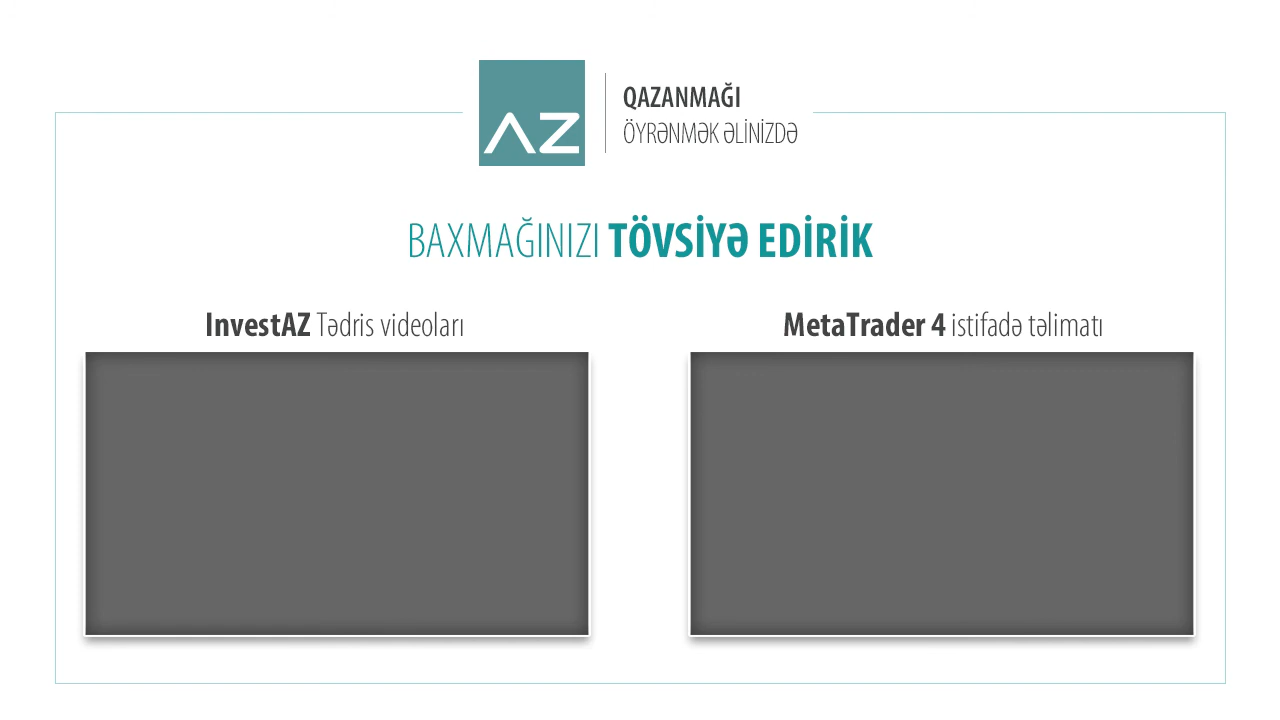 AZ
QAZANMAĞI
ÖYRƏNMƏK ƏLİNİZDƏ
BAXMAĞINIZI TÖVSİYƏ EDİRİK
InvestAZ Tədris videoları
MetaTrader 4 istifadə təlimatı